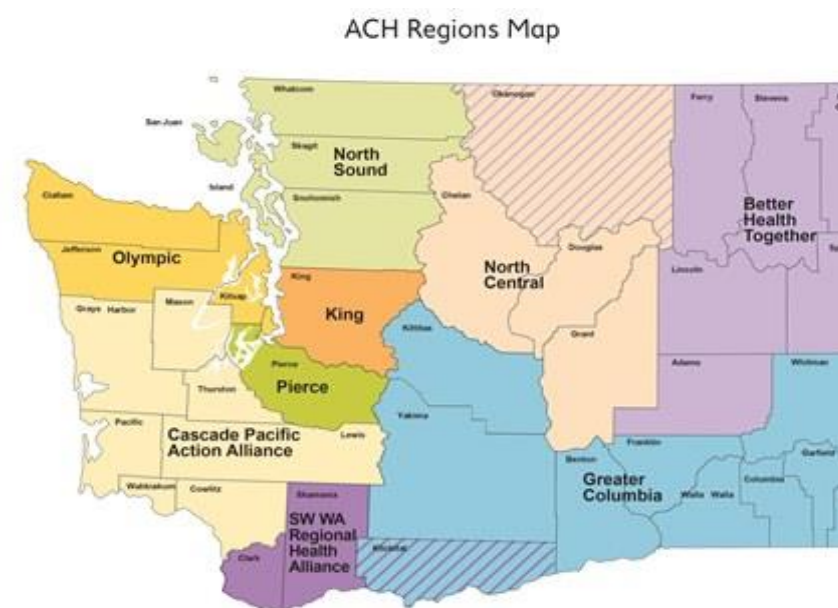 ACH Regions Map
Whatcom
Okanogan
Ferry
Stevens
San Juan
Skagit
North
Sound
Island
Snohomish
Chelan
Clallam
Jefferson
Olympic
Better
Health
Together
Douglas
North
Central
Lincoln
King
King
Kitsap
Mason
Grays Harbor
Kittitas
Grant
Pierce
Pierce
Adams
Whitman
Thurston
Yakima
Pacific
Cascade Pacific
Action Alliance
Lewis
Benton
Franklin
Greater
Columbia
Walla Walla
Columbia
Garfield
Wahkiakum
Cowlitz
Skamania
SW WA
Regional
Health
Alliance
Clark
Klickitat